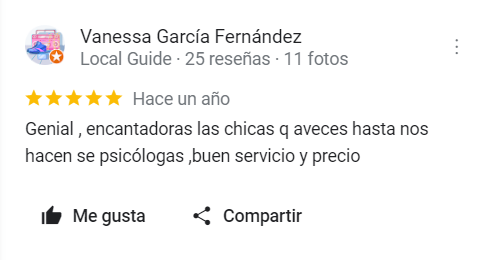 Vanessa García Fernández
Local Guide · 25 reseñas · 11 fotos
Hace un año
Genial , encantadoras las chicas q aveces hasta nos
hacen se psicólogas ,buen servicio y precio
Me gusta Compartir